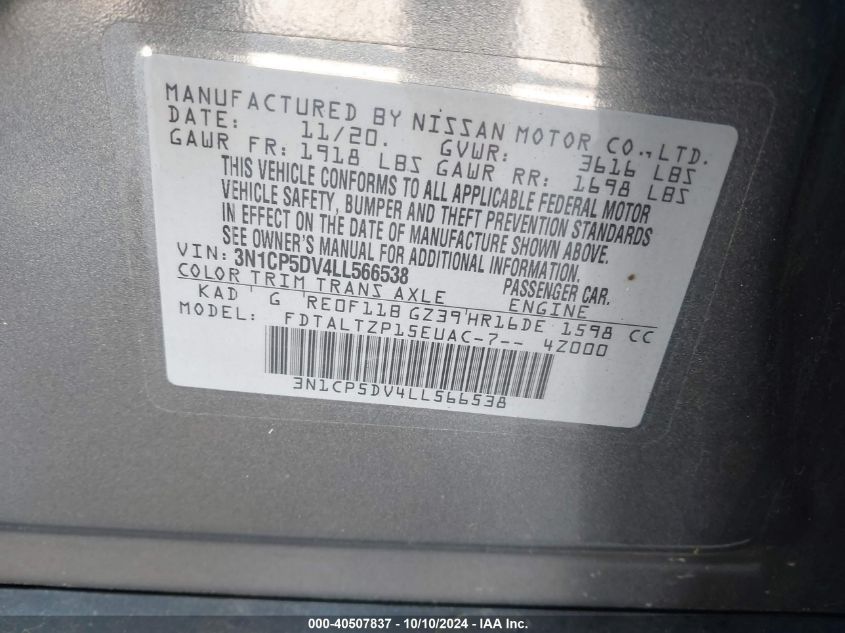 MANUFACTURED BY NISSAN MOTOR CO.,LTD.
DATE: 11/20. GVWR: 3616 LBS
GAWR FR: 1918 LBS GAWR RR: 1698 LBS
THIS VEHICLE CONFORMS TO ALL APPLICABLE FEDERAL MOTOR
VEHICLE SAFETY, BUMPER AND THEFT PREVENTION STANDARDS
IN EFFECT ON THE DATE OF MANUFACTURE SHOWN ABOVE.
SEE OWNER'S MANUAL FOR ADDITIONAL INFORMATION.
VIN: 3N1CP5DV4LL566538 PASSENGER CAR.
COLOR TRIM TRANS AXLE ENGINE
KAD G RE0F11B GZ39 HR16DE 1598 CC
MODEL: FDTALTZP15EUAC-7-- 4Z000
3N1CP5DV4LL566538
000-40507837 - 10/10/2024 - IAA Inc.